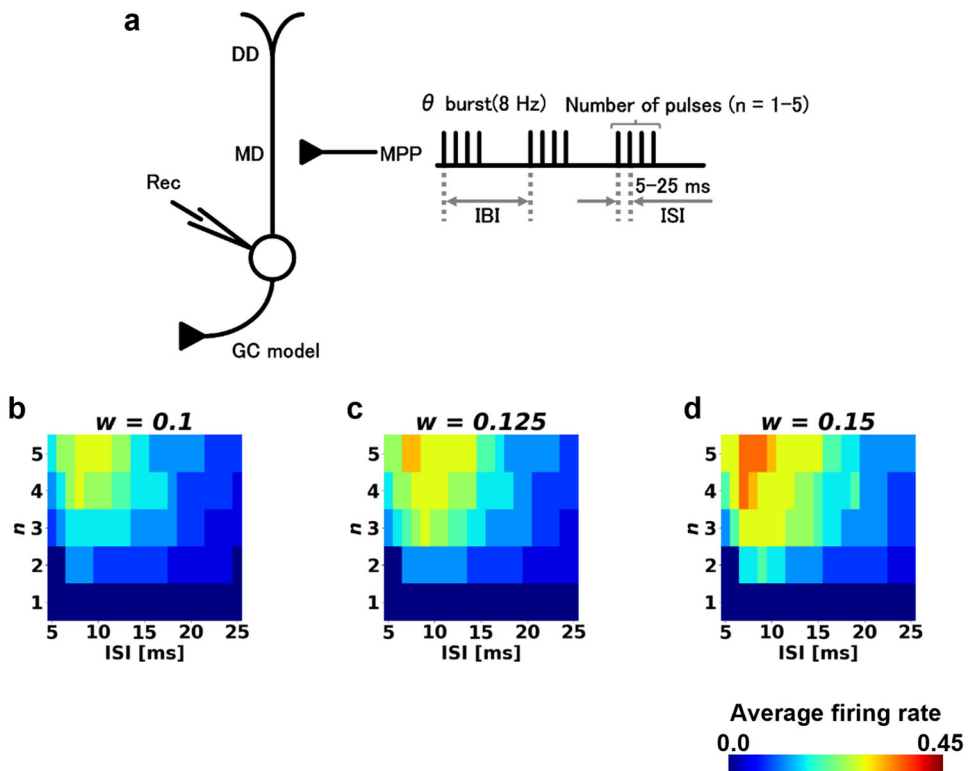 a
DD
θ burst(8 Hz)
Number of pulses (n = 1-5)
MD
MPP
Rec
5-25 ms
IBI
ISI
GC model
b
w = 0.1
c
w = 0.125
d
w = 0.15
n
5
4
3
2
1
5 10 15 20 25
ISI [ms]
n
5
4
3
2
1
5 10 15 20 25
ISI [ms]
n
5
4
3
2
1
5 10 15 20 25
ISI [ms]
Average firing rate
0.0 0.45